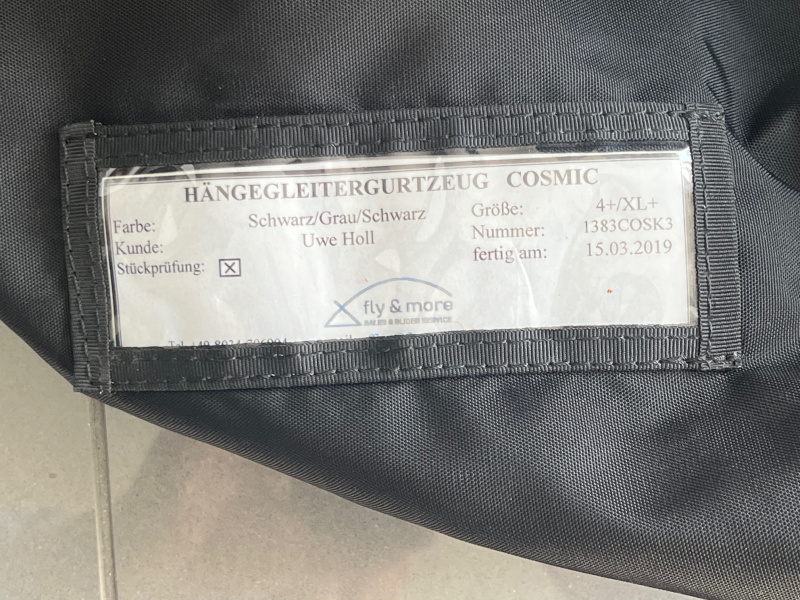 HÄNGEGLEITERGURTZEUG COSMIC
Farbe: Schwarz/Grau/Schwarz Größe: 4+/XL+
Kunde: Uwe Holl Nummer: 1383COSK3
Stückprüfung: ☒ fertig am: 15.03.2019
fly & more